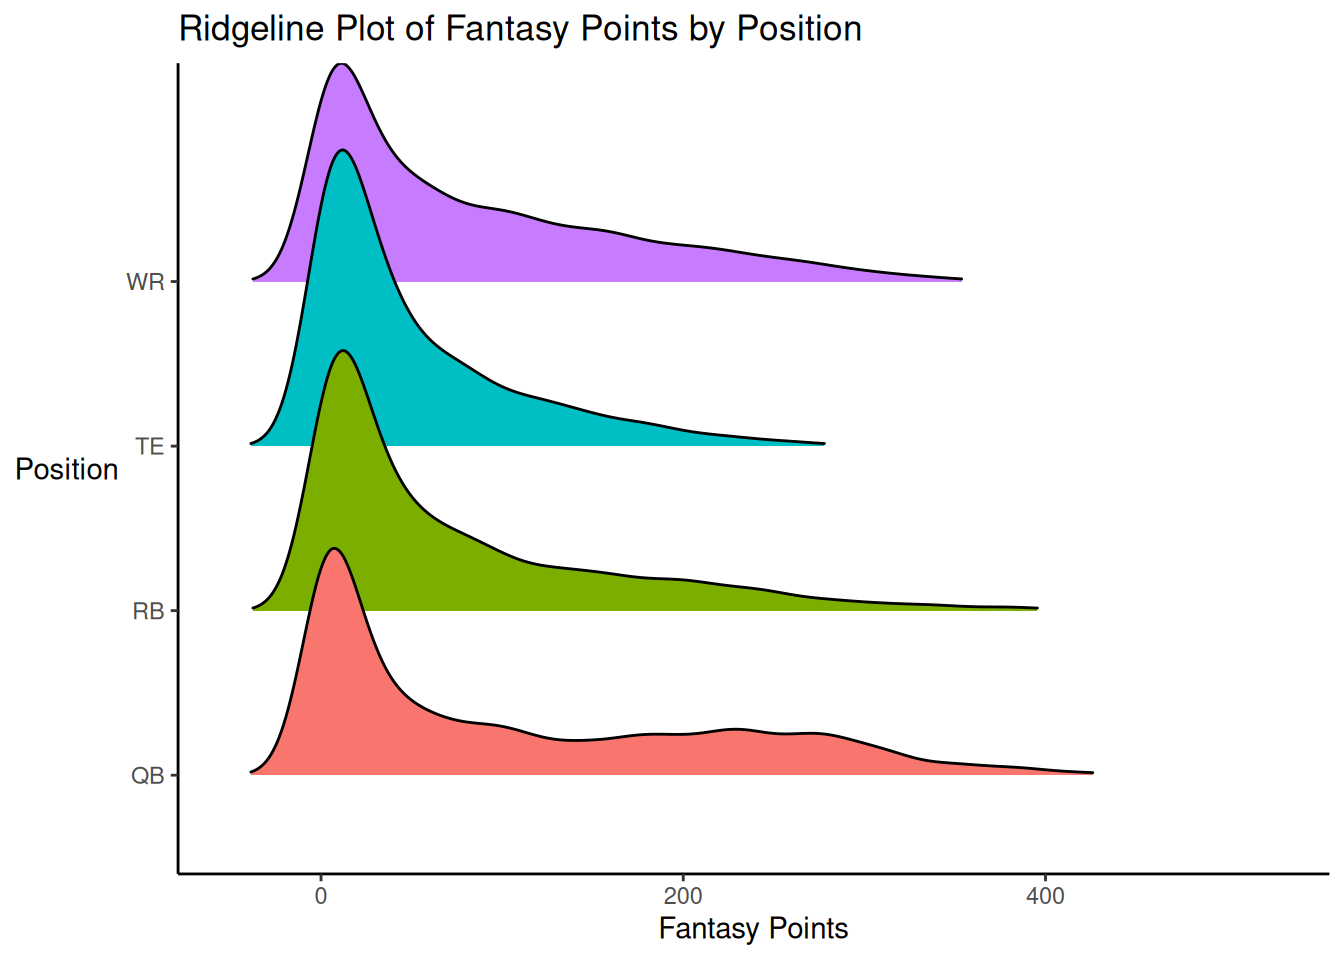 Ridgeline Plot of Fantasy Points by Position
WR
TE
Position
RB
QB
0 200 400
Fantasy Points